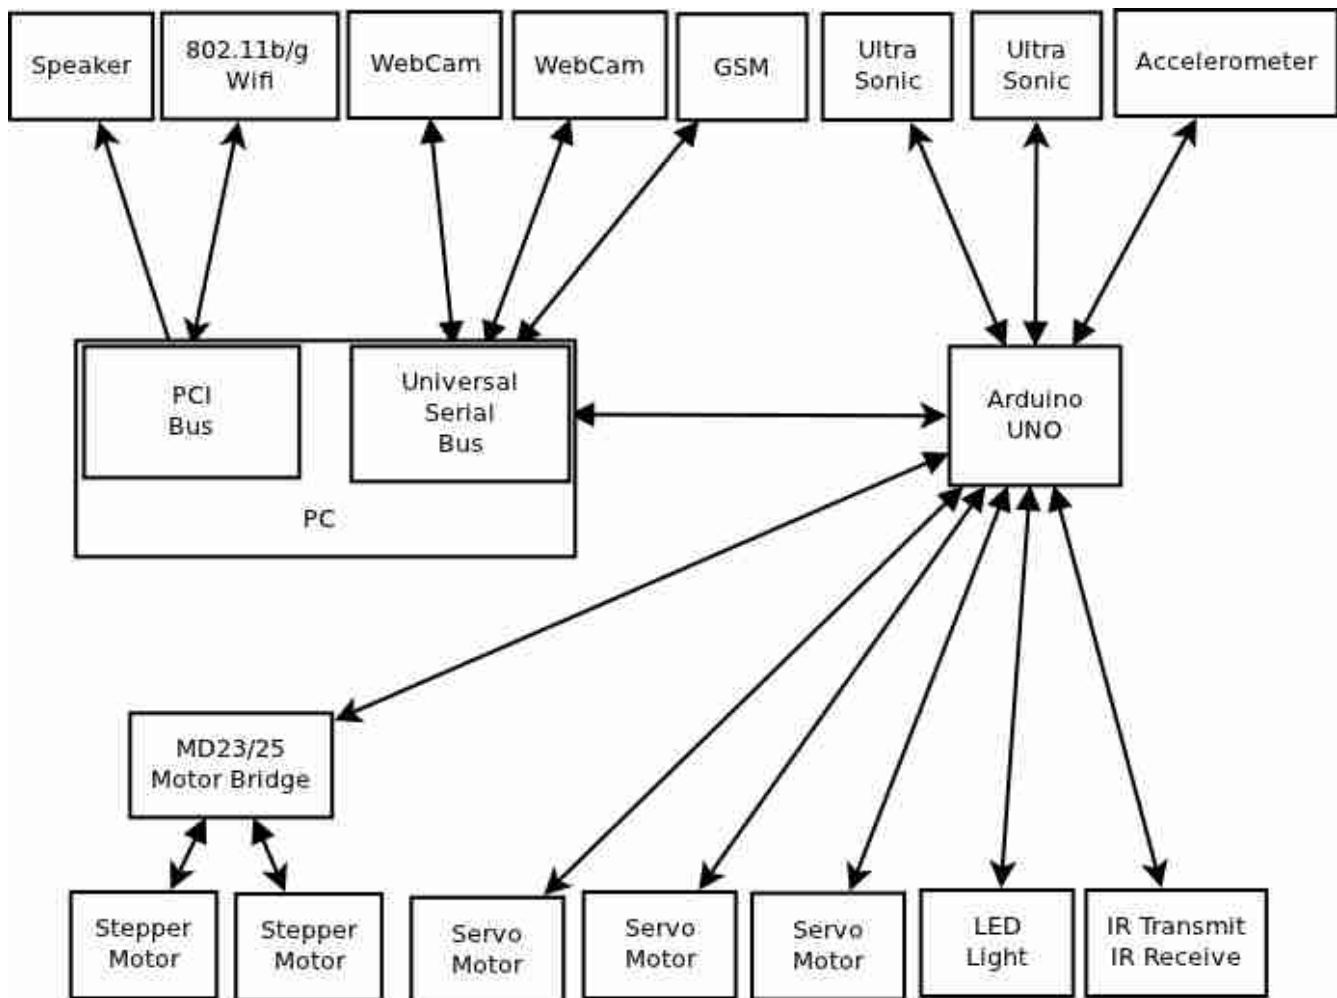 Speaker
802.11b/g
Wifi
WebCam
WebCam
GSM
Ultra
Sonic
Ultra
Sonic
Accelerometer
PCI
Bus
Universal
Serial
Bus
PC
Arduino
UNO
MD23/25
Motor Bridge
Stepper
Motor
Stepper
Motor
Servo
Motor
Servo
Motor
Servo
Motor
LED
Light
IR Transmit
IR Receive